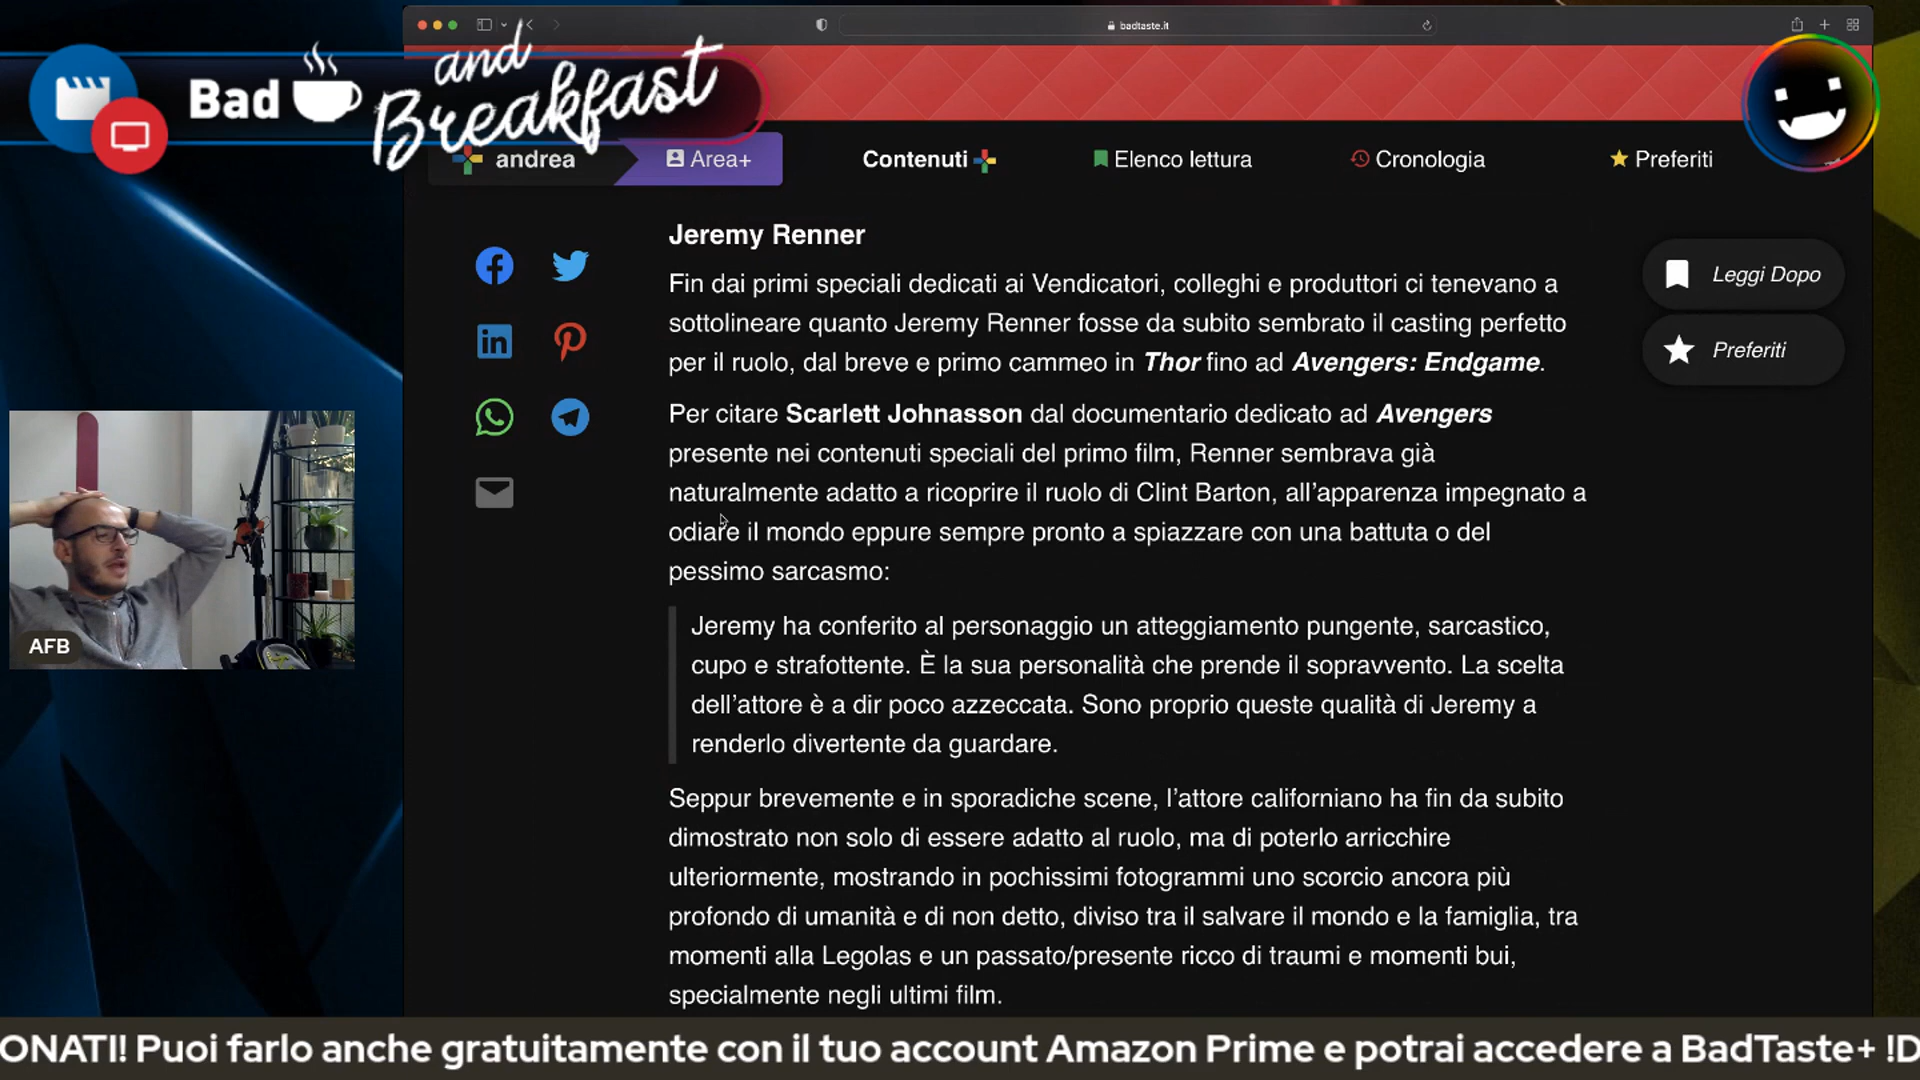 badtaste.it
Bad and Breakfast
andrea
Area+
Contenuti
Elenco lettura
Cronologia
Preferiti
Jeremy Renner
Fin dai primi speciali dedicati ai Vendicatori, colleghi e produttori ci tenevano a
sottolineare quanto Jeremy Renner fosse da subito sembrato il casting perfetto
per il ruolo, dal breve e primo cammeo in Thor fino ad Avengers: Endgame.
Per citare Scarlett Johnasson dal documentario dedicato ad Avengers
presente nei contenuti speciali del primo film, Renner sembrava già
naturalmente adatto a ricoprire il ruolo di Clint Barton, all’apparenza impegnato a
odiare il mondo eppure sempre pronto a spiazzare con una battuta o del
pessimo sarcasmo:
Jeremy ha conferito al personaggio un atteggiamento pungente, sarcastico,
cupo e strafottente. È la sua personalità che prende il sopravvento. La scelta
dell’attore è a dir poco azzeccata. Sono proprio queste qualità di Jeremy a
renderlo divertente da guardare.
Seppur brevemente e in sporadiche scene, l’attore californiano ha fin da subito
dimostrato non solo di essere adatto al ruolo, ma di poterlo arricchire
ulteriormente, mostrando in pochissimi fotogrammi uno scorcio ancora più
profondo di umanità e di non detto, diviso tra il salvare il mondo e la famiglia, tra
momenti alla Legolas e un passato/presente ricco di traumi e momenti bui,
specialmente negli ultimi film.
Leggi Dopo
Preferiti
AFB
ONATI! Puoi farlo anche gratuitamente con il tuo account Amazon Prime e potrai accedere a BadTaste+ !D